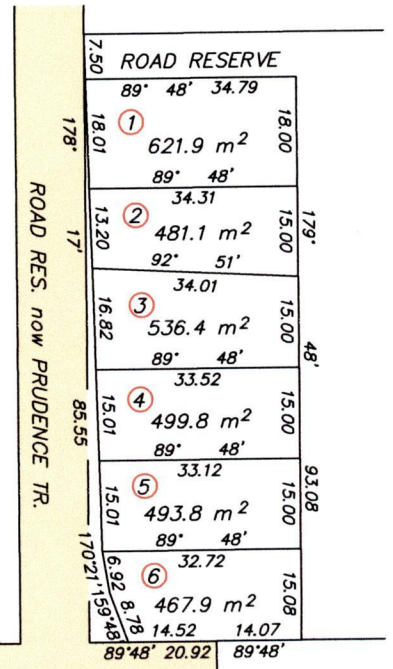 7.50 ROAD RESERVE
89° 48' 34.79
1
18.01
18.00
621.9 m²
89° 48'
34.31
2
13.20
15.00
481.1 m²
92° 51'
34.01
3
16.82
15.00
536.4 m²
89° 48'
33.52
4
15.01
15.00
499.8 m²
89° 48'
33.12
5
15.01
15.00
493.8 m²
89° 48'
32.72
6
6.92
8.78
15.08
467.9 m²
14.52 14.07
89°48' 20.92 89°48'
178° 17' 85.55
170°21'
159°48'
179° 48' 93.08
ROAD RES. now PRUDENCE TR.